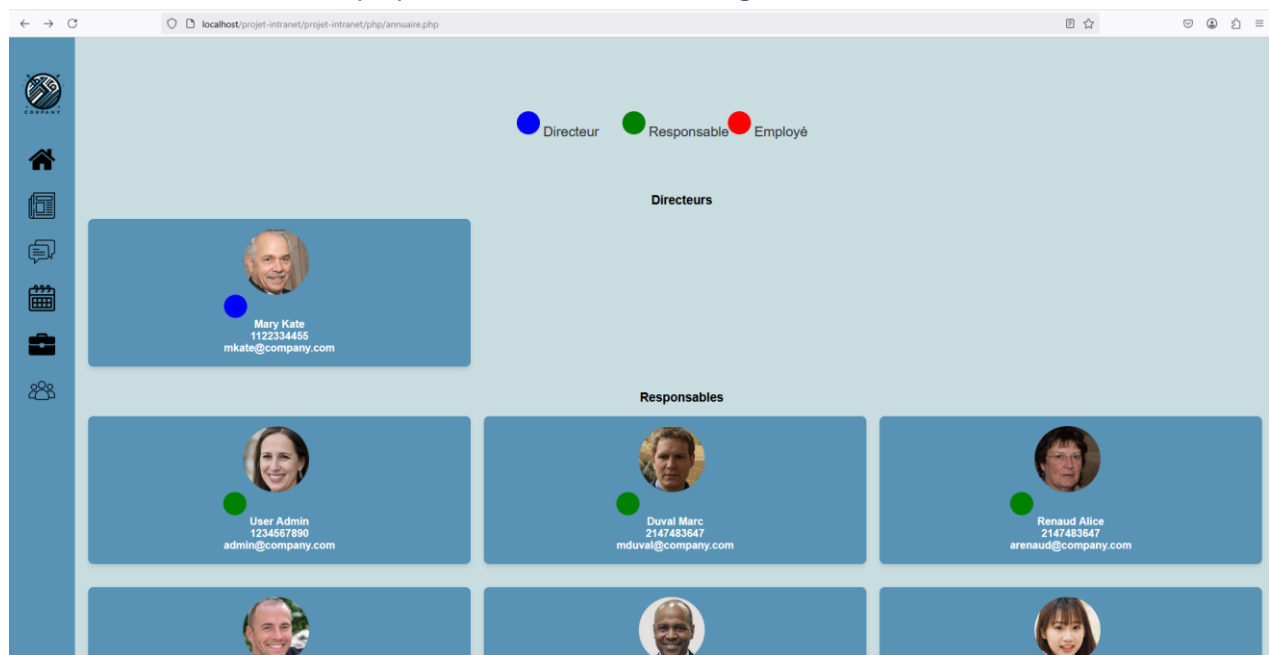 localhost/projet-intranet/projet-intranet/php/annuaire.php
COMPANY
Directeur Responsable Employé
Directeurs
Mary Kate
1122334455
mkate@company.com
Responsables
User Admin
1234567890
admin@company.com
Duval Marc
2147483647
mduval@company.com
Renaud Alice
2147483647
arenaud@company.com